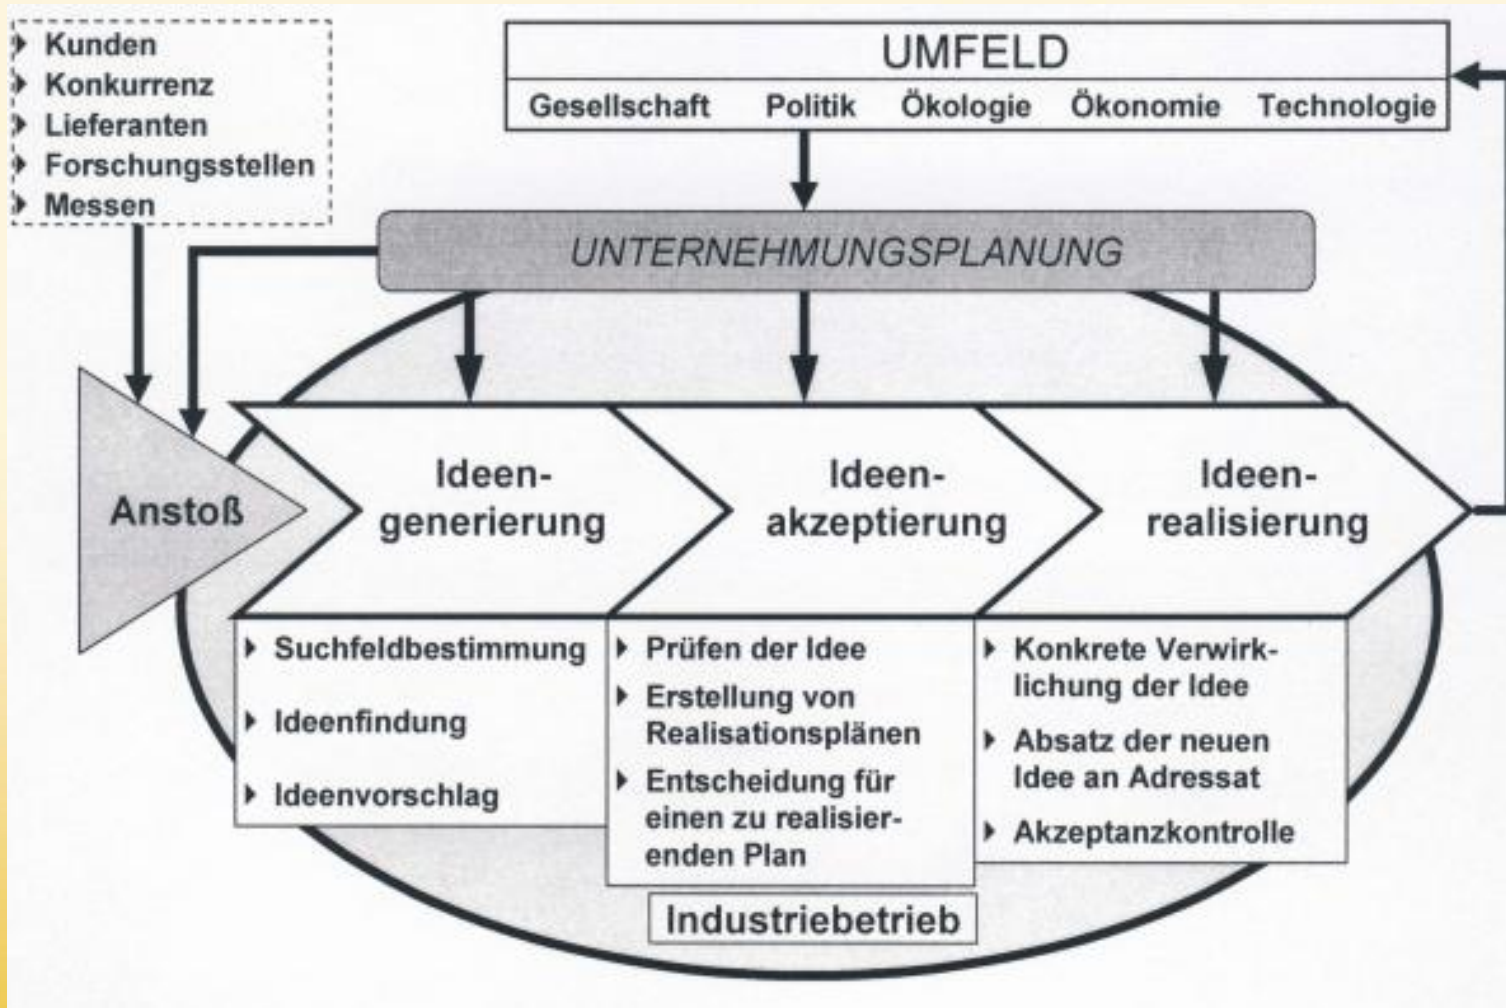 Kunden
Konkurrenz
Lieferanten
Forschungsstellen
Messen
UMFELD
Gesellschaft Politik Ökologie Ökonomie Technologie
UNTERNEHMUNGSPLANUNG
Anstoß
Ideen-
generierung
Ideen-
akzeptierung
Ideen-
realisierung
Suchfeldbestimmung
Ideenfindung
Ideenvorschlag
Prüfen der Idee
Erstellung von
Realisationsplänen
Entscheidung für
einen zu realisier-
enden Plan
Konkrete Verwirk-
lichung der Idee
Absatz der neuen
Idee an Adressat
Akzeptanzkontrolle
Industriebetrieb